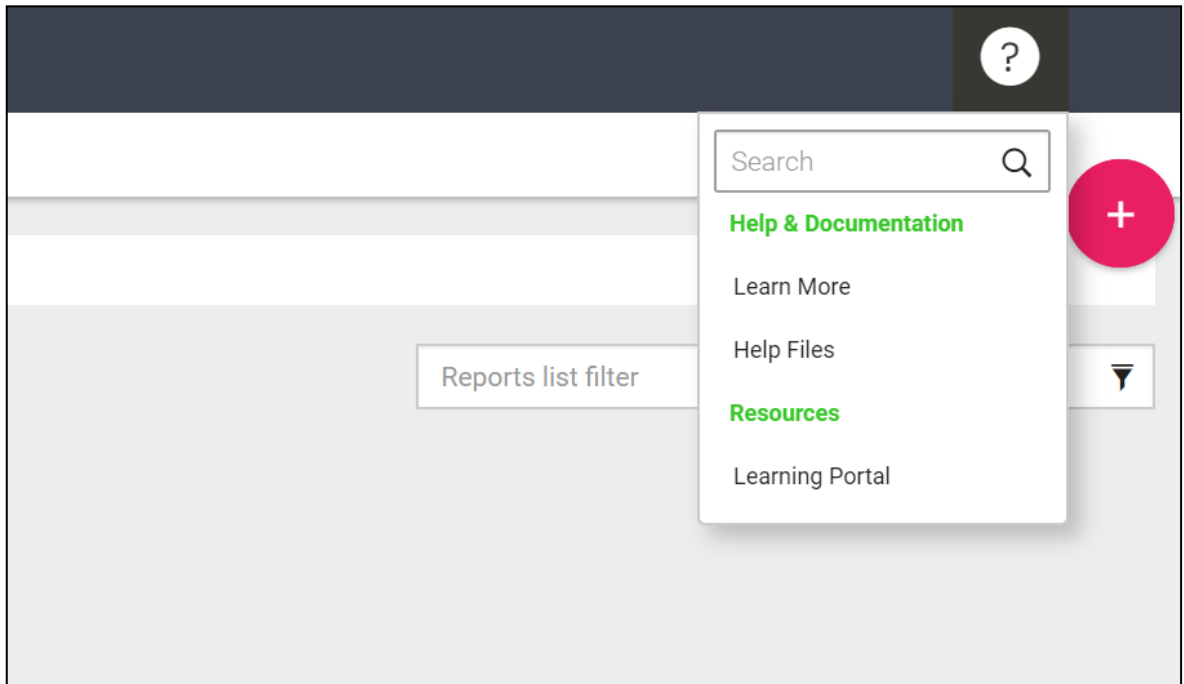 ?
Search
+
Help & Documentation
Learn More
Help Files
Reports list filter
Resources
Learning Portal